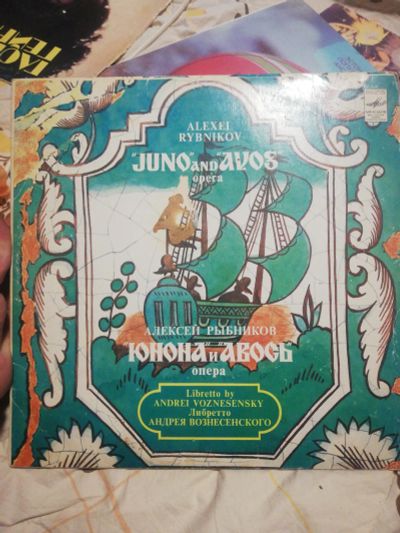 ALEXEI
RYBNIKOV
"JUNO" AND "AVOS"
opera
АЛЕКСЕЙ РЫБНИКОВ
"ЮНОНА" И "АВОСЬ"
опера
Libretto by
ANDREI VOZNESENSKY
Либретто
АНДРЕЯ ВОЗНЕСЕНСКОГО